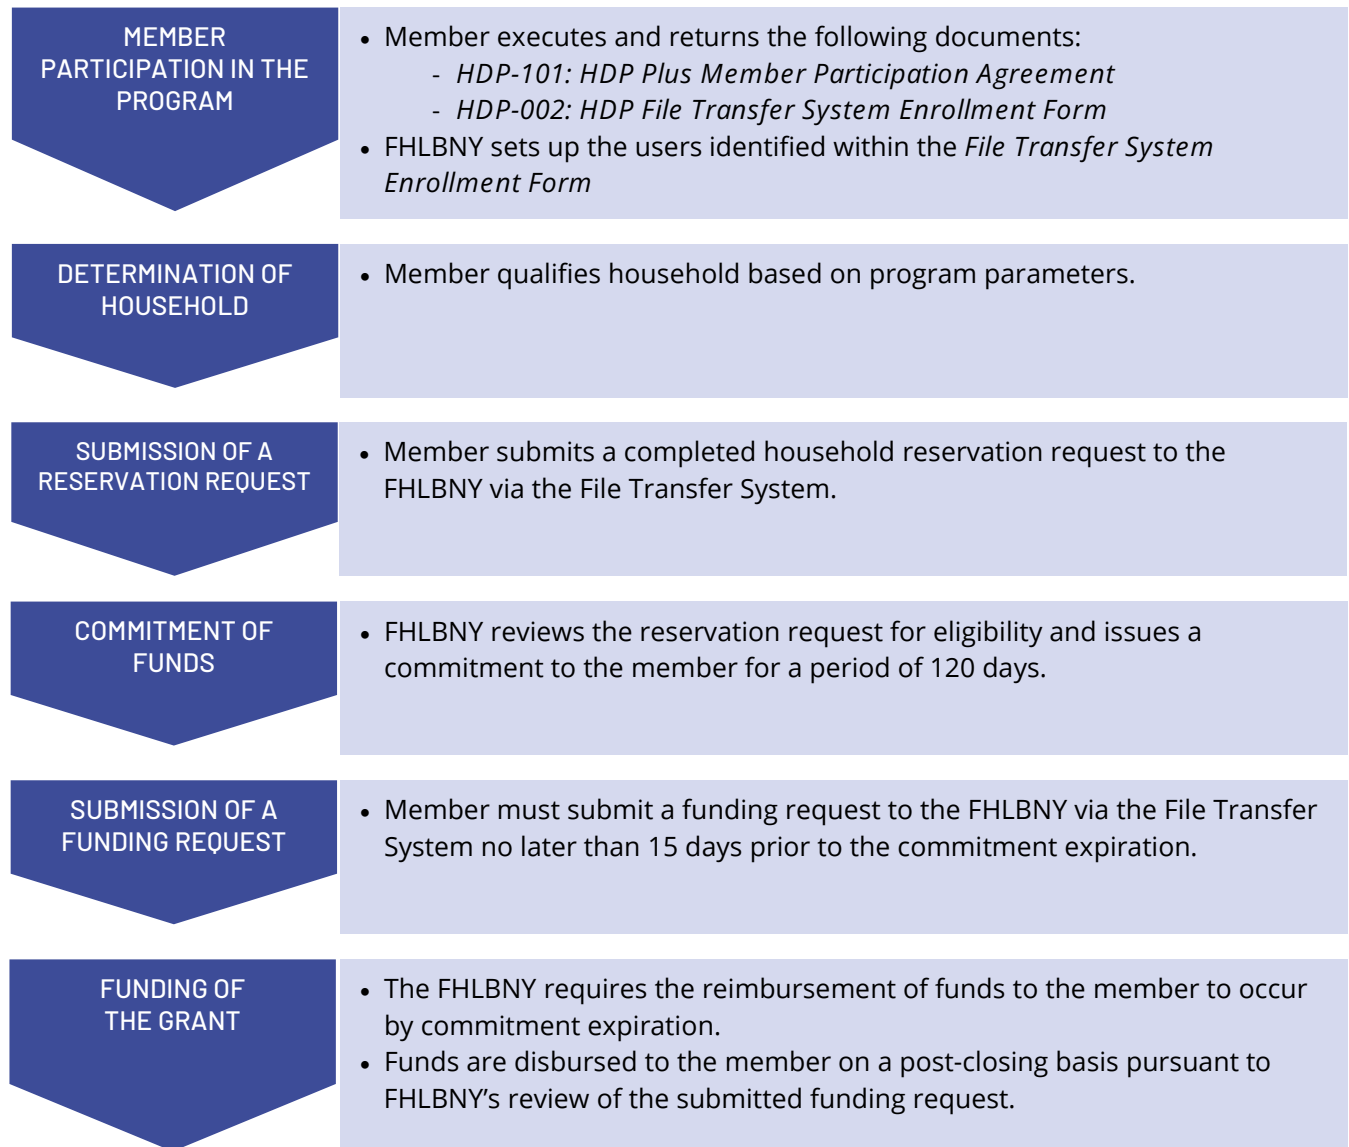 MEMBER
PARTICIPATION IN THE
PROGRAM
• Member executes and returns the following documents:
- HDP-101: HDP Plus Member Participation Agreement
- HDP-002: HDP File Transfer System Enrollment Form
• FHLBNY sets up the users identified within the File Transfer System
Enrollment Form
DETERMINATION OF
HOUSEHOLD
• Member qualifies household based on program parameters.
SUBMISSION OF A
RESERVATION REQUEST
• Member submits a completed household reservation request to the
FHLBNY via the File Transfer System.
COMMITMENT OF
FUNDS
• FHLBNY reviews the reservation request for eligibility and issues a
commitment to the member for a period of 120 days.
SUBMISSION OF A
FUNDING REQUEST
• Member must submit a funding request to the FHLBNY via the File Transfer
System no later than 15 days prior to the commitment expiration.
FUNDING OF
THE GRANT
• The FHLBNY requires the reimbursement of funds to the member to occur
by commitment expiration.
• Funds are disbursed to the member on a post-closing basis pursuant to
FHLBNY’s review of the submitted funding request.